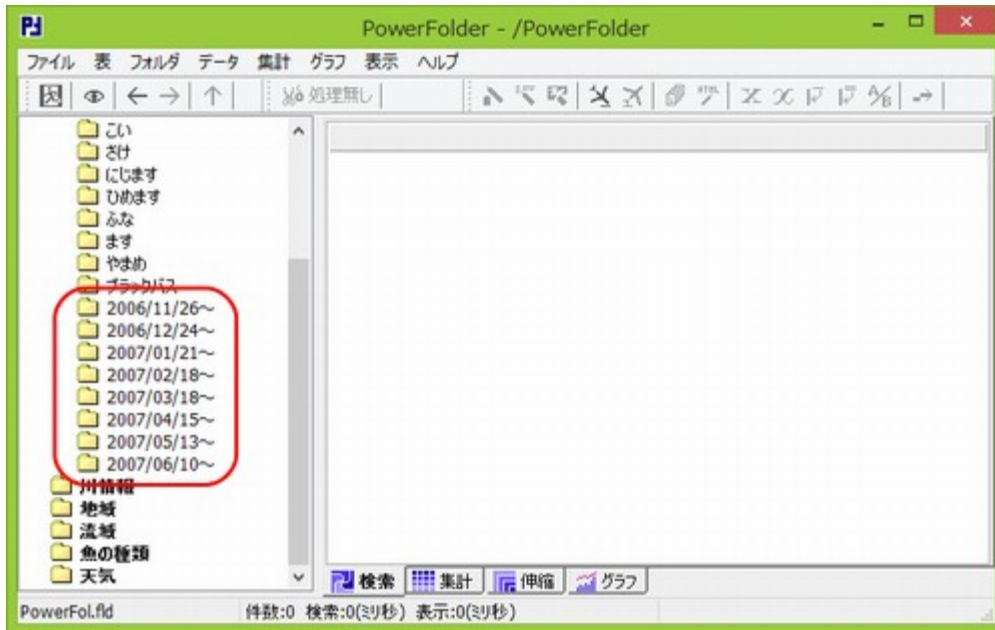 PowerFolder - /PowerFolder
ファイル 表 フォルダ データ 集計 グラフ 表示 ヘルプ
処理無し
こい
さけ
にじます
ひめます
ふな
ます
やまめ
ブラックバス
2006/11/26～
2006/12/24～
2007/01/21～
2007/02/18～
2007/03/18～
2007/04/15～
2007/05/13～
2007/06/10～
川情報
地域
流域
魚の種類
天気
検索 集計 伸縮 グラフ
PowerFol.fld 件数:0 検索:0(ミリ秒) 表示:0(ミリ秒)